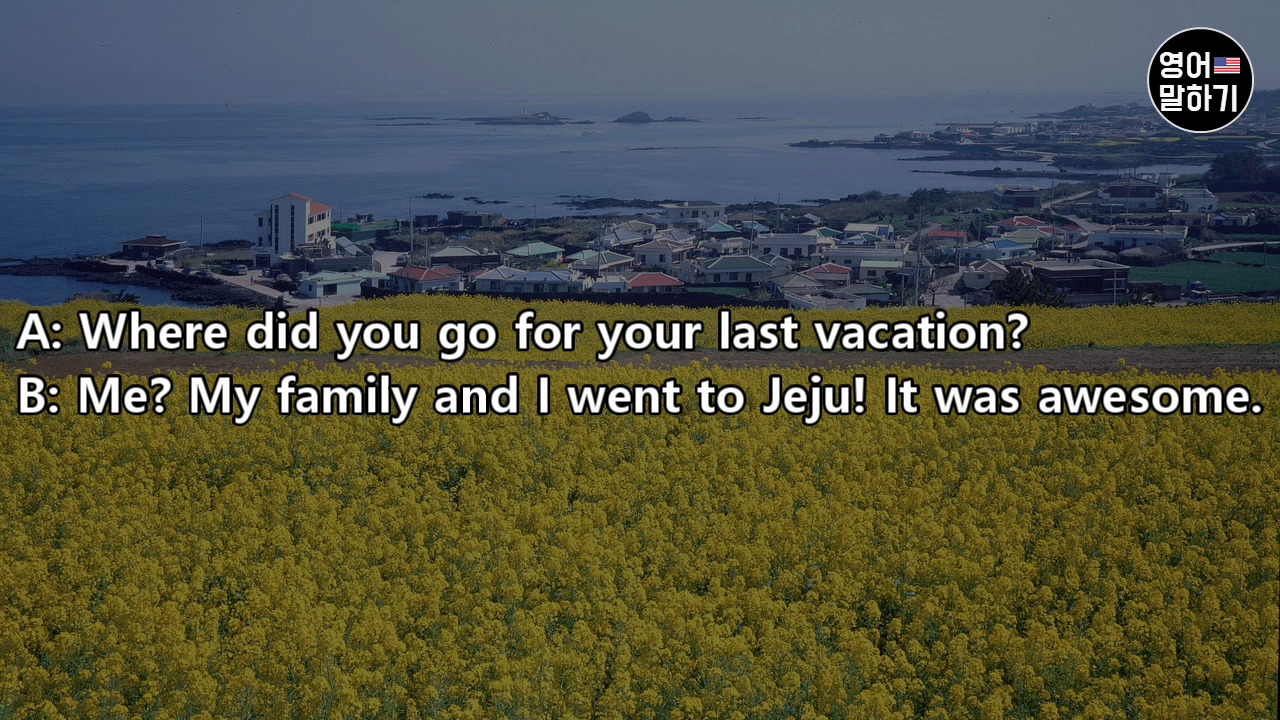 영어
말하기
A: Where did you go for your last vacation?
B: Me? My family and I went to Jeju! It was awesome.